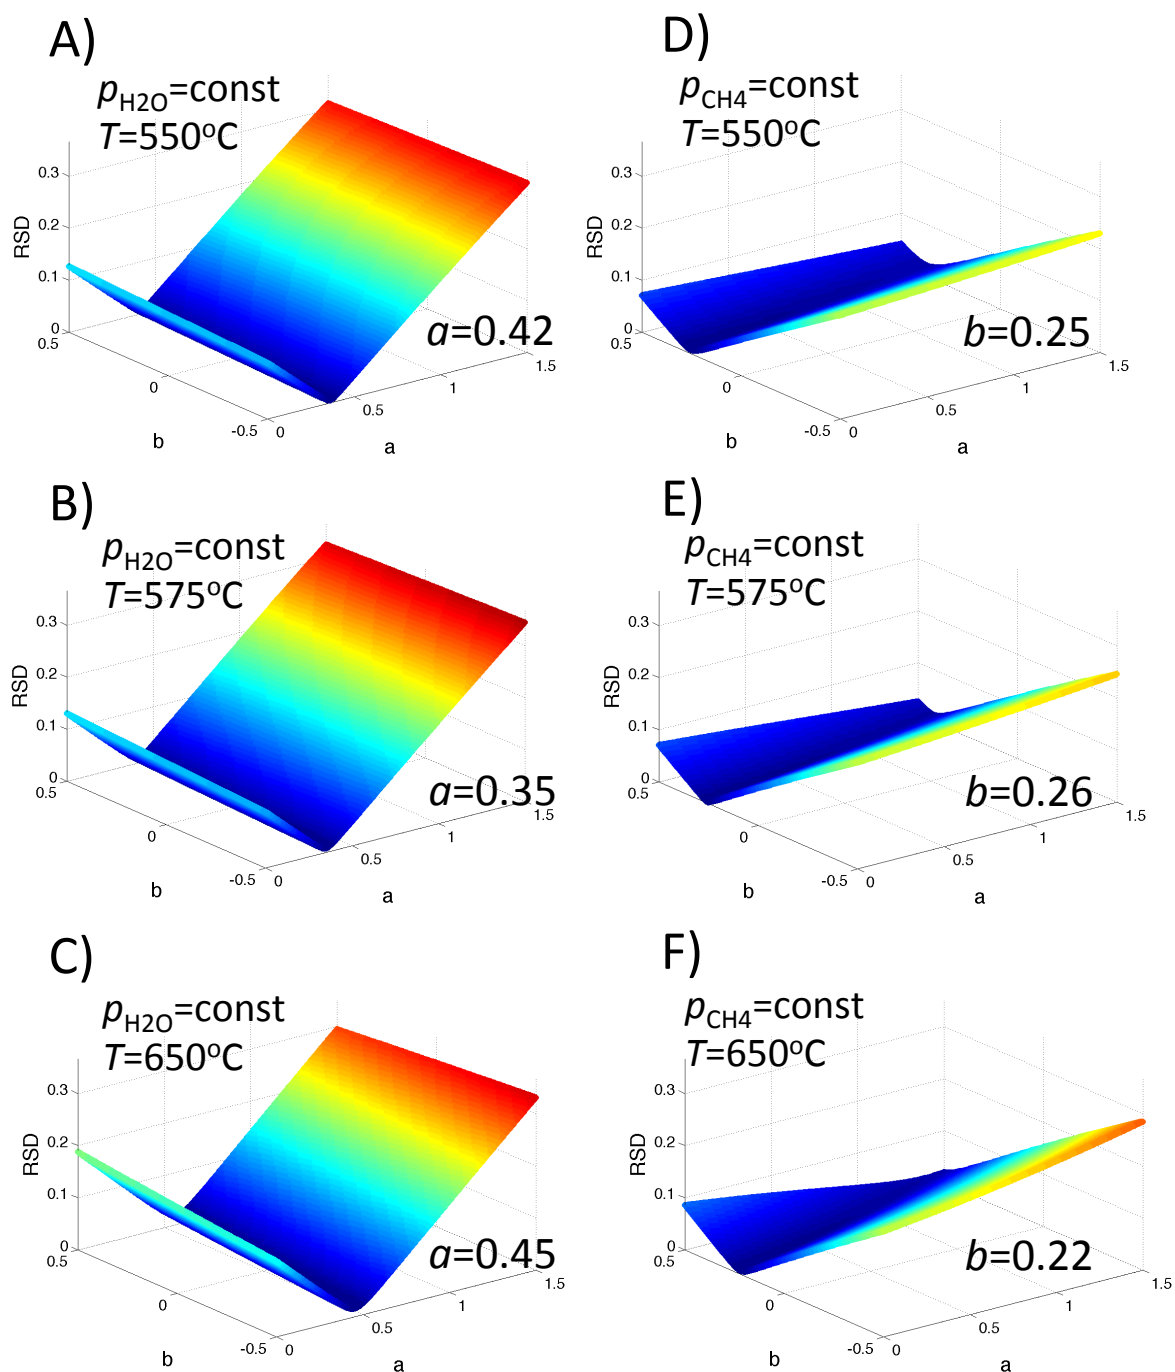 A)
pH2O=const
T=550oC
0.3
0.2
0.1
0
RSD
0.5
0
-0.5
b
0
0.5
1
1.5
a
a=0.42
D)
pCH4=const
T=550oC
0.3
0.2
0.1
0
RSD
0.5
0
-0.5
b
0
0.5
1
1.5
a
b=0.25
B)
pH2O=const
T=575oC
0.3
0.2
0.1
0
RSD
0.5
0
-0.5
b
0
0.5
1
1.5
a
a=0.35
E)
pCH4=const
T=575oC
0.3
0.2
0.1
0
RSD
0.5
0
-0.5
b
0
0.5
1
1.5
a
b=0.26
C)
pH2O=const
T=650oC
0.3
0.2
0.1
0
RSD
0.5
0
-0.5
b
0
0.5
1
1.5
a
a=0.45
F)
pCH4=const
T=650oC
0.3
0.2
0.1
0
RSD
0.5
0
-0.5
b
0
0.5
1
1.5
a
b=0.22